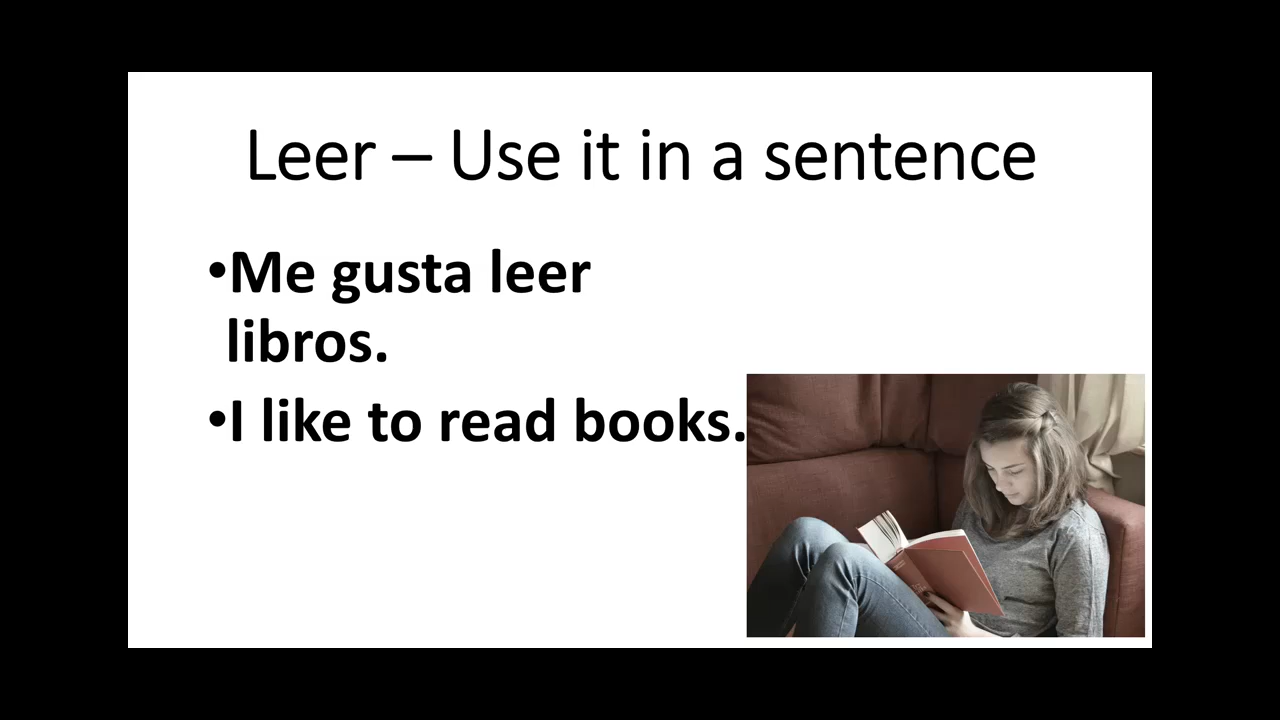 Leer – Use it in a sentence
•Me gusta leer
libros.
•I like to read books.